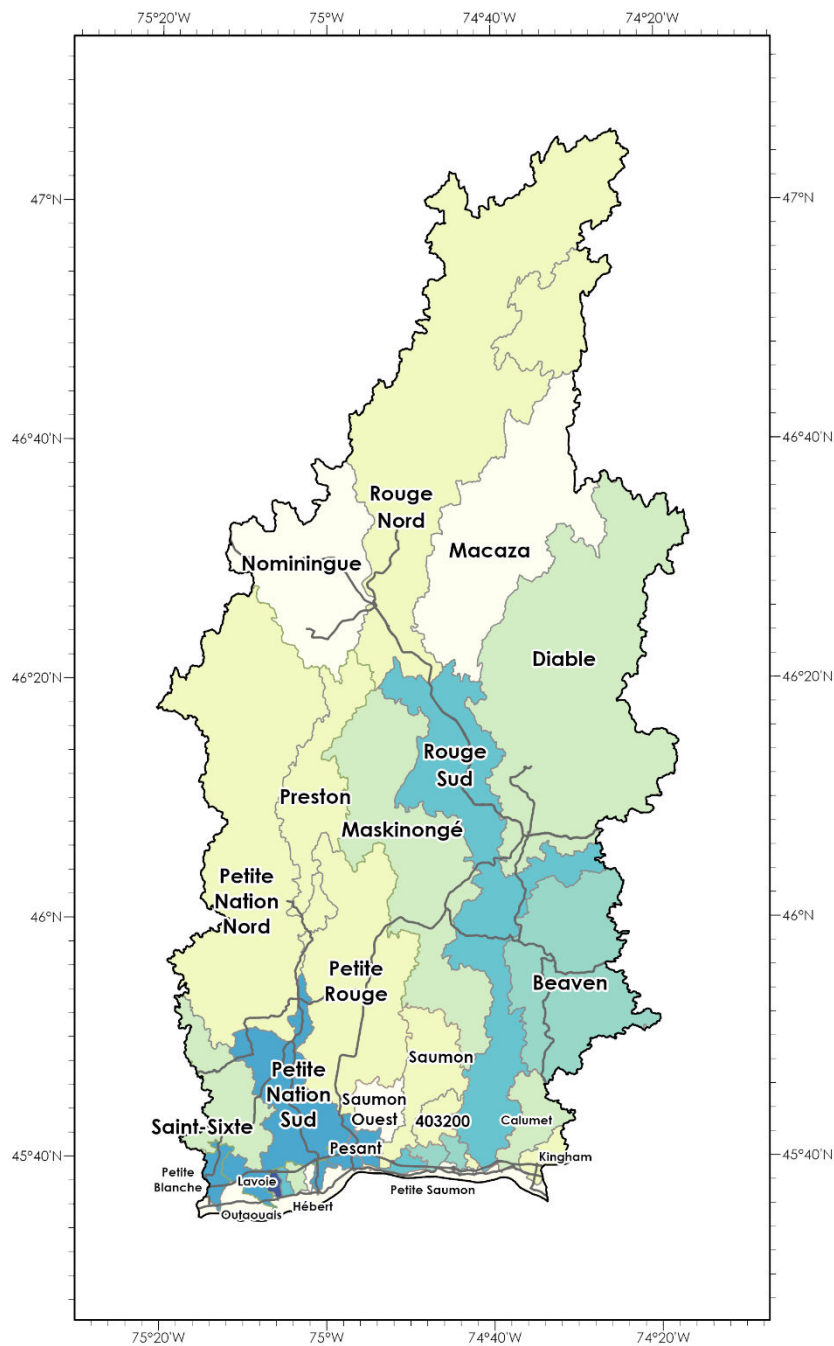 75°20'W 75°W 74°40'W 74°20'W
47°N 47°N
46°40'N 46°40'N
Rouge
Nord
Nominingue
Macaza
46°20'N 46°20'N
Diable
Rouge
Sud
Preston
Maskinongé
Petite
Nation
Nord
46°N 46°N
Petite
Rouge
Beaven
Saumon
Petite
Nation
Sud
Saumon
Ouest
403200
Calumet
Saint-Sixte
Pesant
45°40'N 45°40'N
Kingham
Petite
Blanche
Lavoie
Petite Saumon
Hébert
Outaouais
75°20'W 75°W 74°40'W 74°20'W